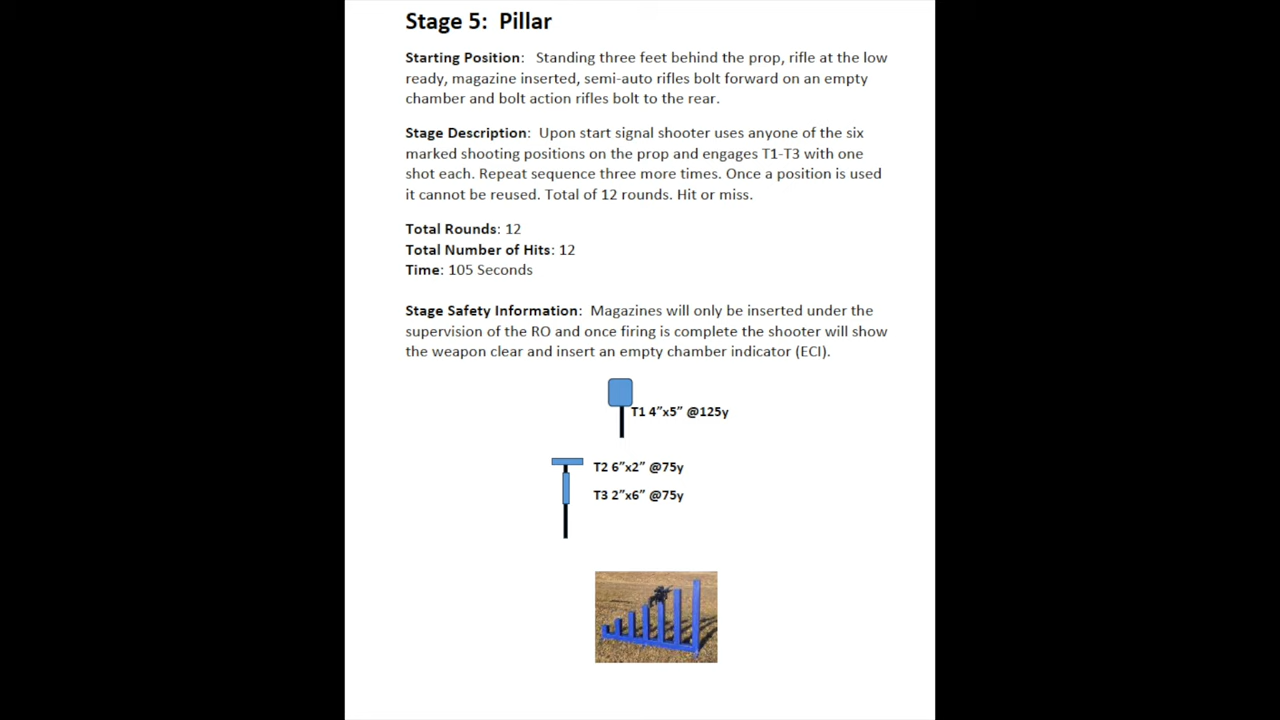 Stage 5: Pillar
Starting Position: Standing three feet behind the prop, rifle at the low
ready, magazine inserted, semi-auto rifles bolt forward on an empty
chamber and bolt action rifles bolt to the rear.
Stage Description: Upon start signal shooter uses anyone of the six
marked shooting positions on the prop and engages T1-T3 with one
shot each. Repeat sequence three more times. Once a position is used
it cannot be reused. Total of 12 rounds. Hit or miss.
Total Rounds: 12
Total Number of Hits: 12
Time: 105 Seconds
Stage Safety Information: Magazines will only be inserted under the
supervision of the RO and once firing is complete the shooter will show
the weapon clear and insert an empty chamber indicator (ECI).
T1 4”x5” @125y
T2 6”x2” @75y
T3 2”x6” @75y